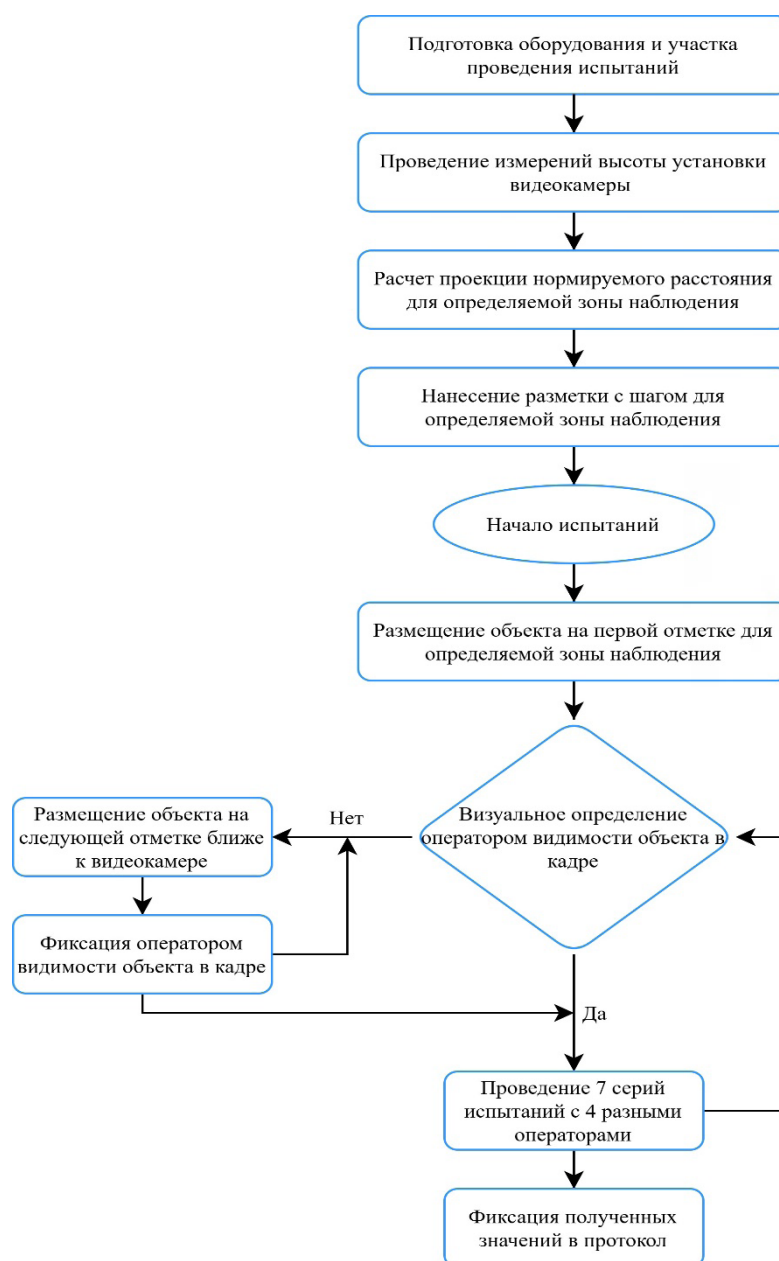 Подготовка оборудования и участка
проведения испытаний
Проведение измерений высоты установки
видеокамеры
Расчет проекции нормируемого расстояния
для определяемой зоны наблюдения
Нанесение разметки с шагом для
определяемой зоны наблюдения
Начало испытаний
Размещение объекта на первой отметке для
определяемой зоны наблюдения
Визуальное определение
оператором видимости объекта в
кадре
Нет
Размещение объекта на
следующей отметке ближе
к видеокамере
Фиксация оператором
видимости объекта в кадре
Да
Проведение 7 серий
испытаний с 4 разными
операторами
Фиксация полученных
значений в протокол